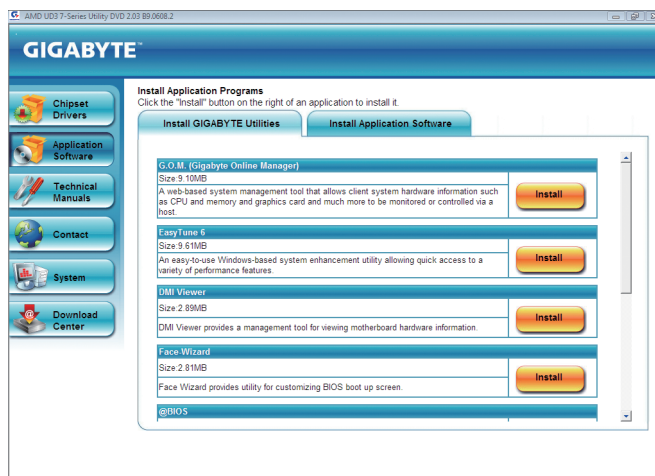 AMD UD3 7-Series Utility DVD 2.03 B9.0608.2
GIGABYTE™
Chipset
Drivers
Application
Software
Technical
Manuals
Contact
System
Download
Center
Install Application Programs
Click the "Install" button on the right of an application to install it.
Install GIGABYTE Utilities
Install Application Software
G.O.M. (Gigabyte Online Manager)
Size:9.10MB
A web-based system management tool that allows client system hardware information such
as CPU and memory and graphics card and much more to be monitored or controlled via a
host.
Install
EasyTune 6
Size:9.61MB
An easy-to-use Windows-based system enhancement utility allowing quick access to a
variety of performance features.
Install
DMI Viewer
Size:2.89MB
DMI Viewer provides a management tool for viewing motherboard hardware information.
Install
Face-Wizard
Size:2.81MB
Face Wizard provides utility for customizing BIOS boot up screen.
Install
@BIOS